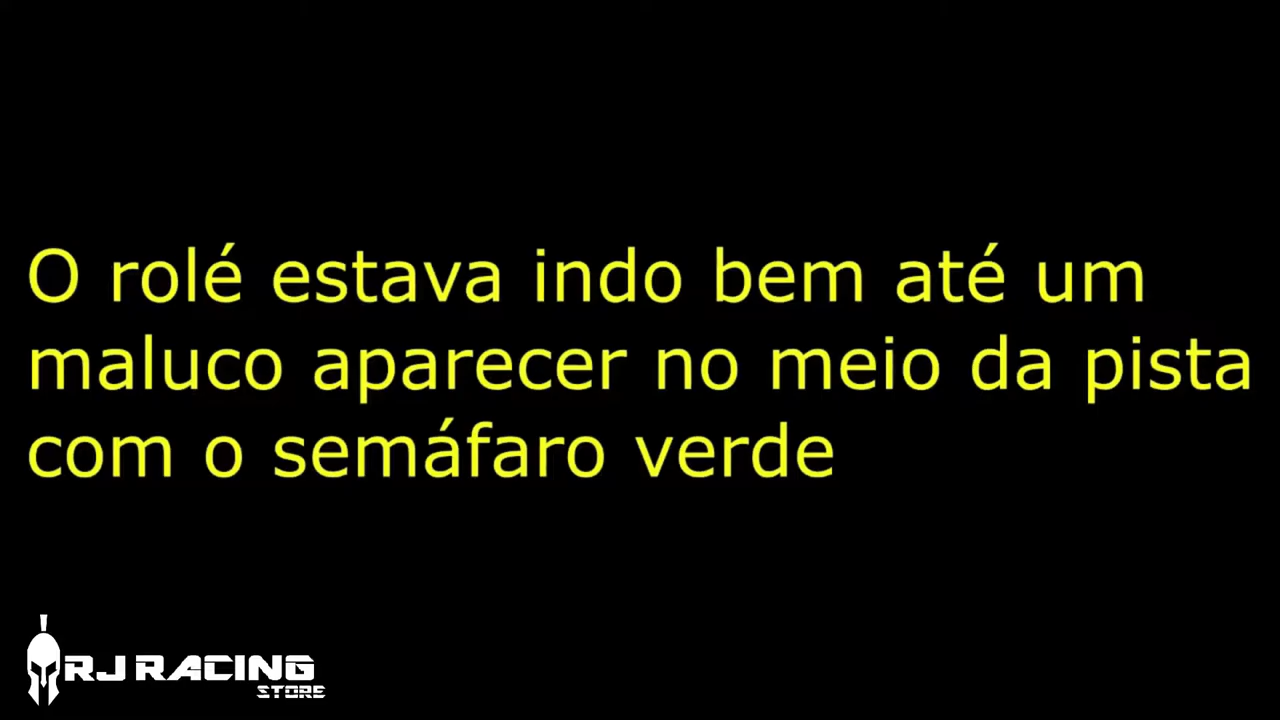 O rolé estava indo bem até um
maluco aparecer no meio da pista
com o semáfaro verde
RJ RACING
STORE